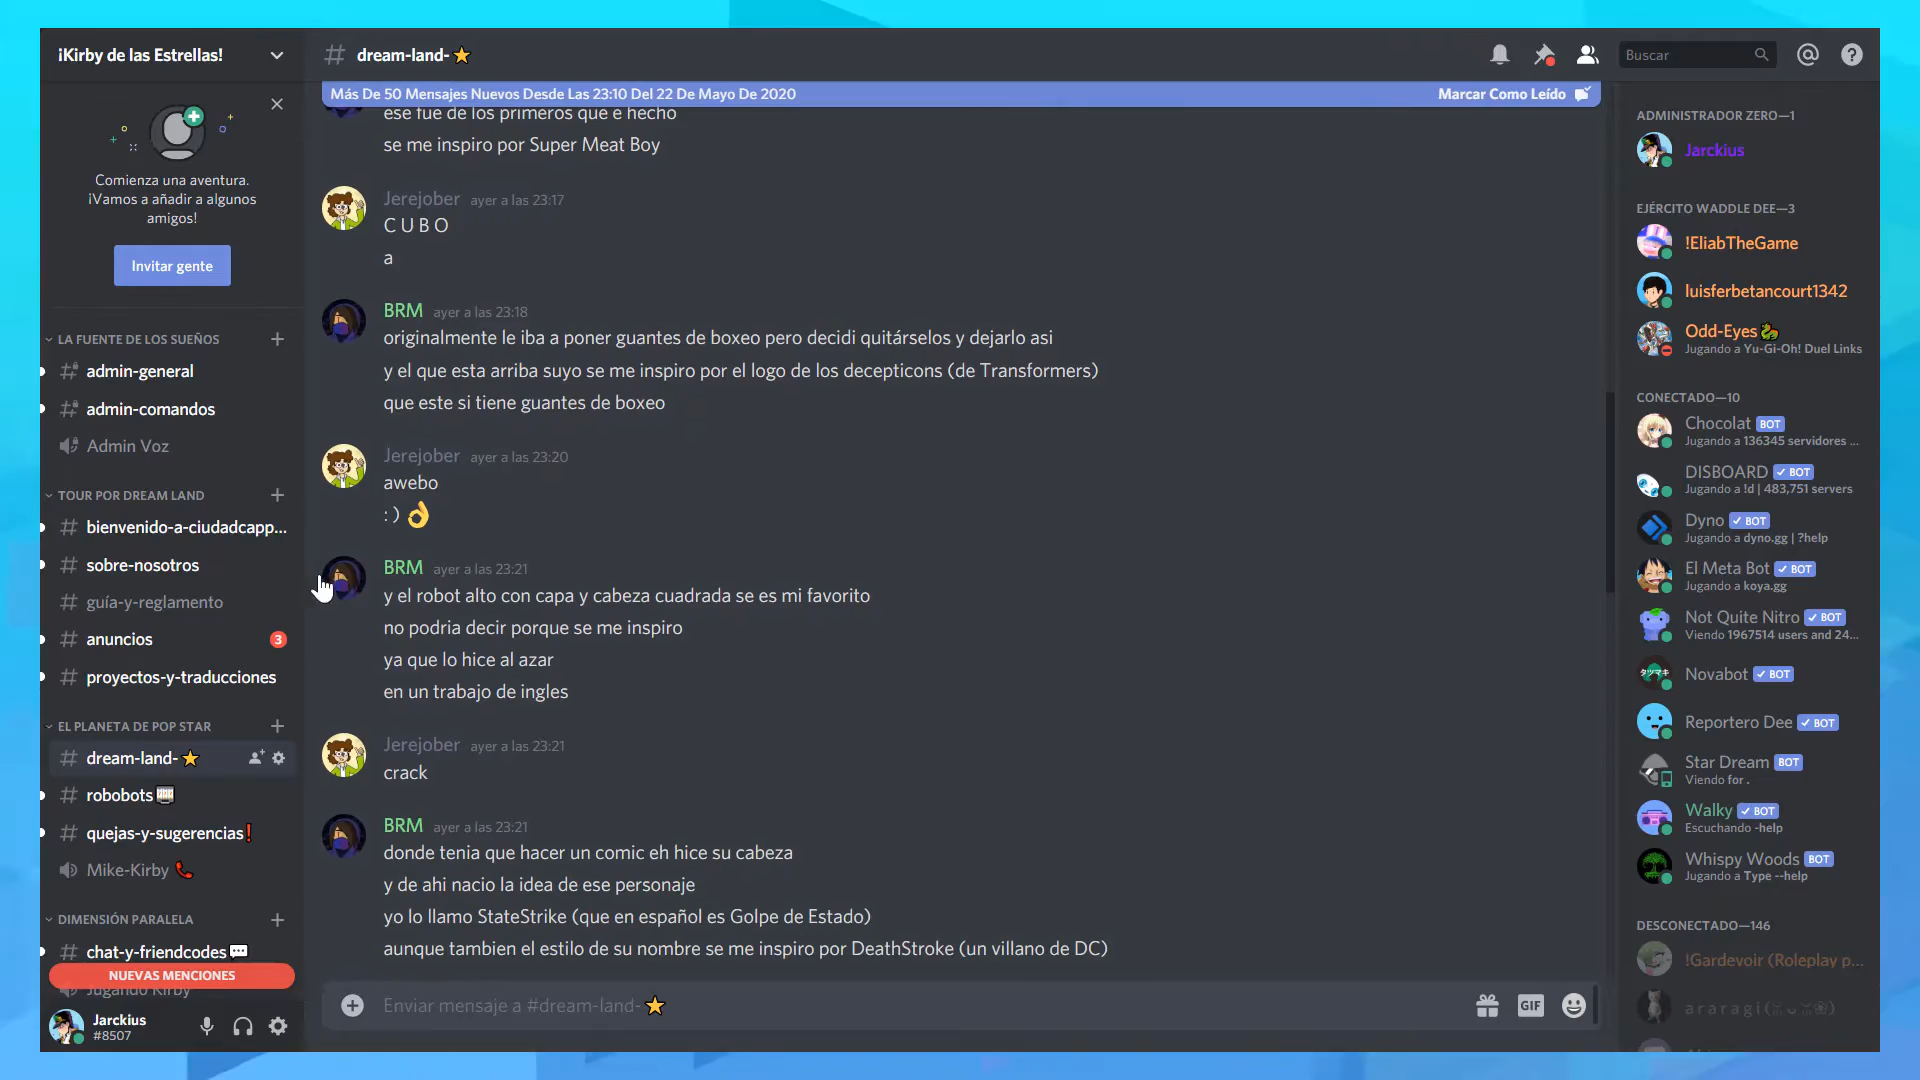 ¡Kirby de las Estrellas!
Comienza una aventura.
¡Vamos a añadir a algunos
amigos!
Invitar gente
LA FUENTE DE LOS SUEÑOS
admin-general
admin-comandos
Admin Voz
TOUR POR DREAM LAND
bienvenido-a-ciudadcapp...
sobre-nosotros
guía-y-reglamento
anuncios 3
proyectos-y-traducciones
EL PLANETA DE POP STAR
dream-land-⭐
robobots
quejas-y-sugerencias❗
Mike-Kirby 📞
DIMENSIÓN PARALELA
chat-y-friendcodes 💬
NUEVAS MENCIONES
Jugando Kirby
Jarckius
#8507
# dream-land-⭐
Buscar
Más De 50 Mensajes Nuevos Desde Las 23:10 Del 22 De Mayo De 2020 Marcar Como Leído
ese fue de los primeros que e hecho
se me inspiro por Super Meat Boy
Jerejober ayer a las 23:17
C U B O
a
BRM ayer a las 23:18
originalmente le iba a poner guantes de boxeo pero decidi quitárselos y dejarlo asi
y el que esta arriba suyo se me inspiro por el logo de los decepticons (de Transformers)
que este si tiene guantes de boxeo
Jerejober ayer a las 23:20
awebo
: ) 👌
BRM ayer a las 23:21
y el robot alto con capa y cabeza cuadrada se es mi favorito
no podria decir porque se me inspiro
ya que lo hice al azar
en un trabajo de ingles
Jerejober ayer a las 23:21
crack
BRM ayer a las 23:21
donde tenia que hacer un comic eh hice su cabeza
y de ahi nacio la idea de ese personaje
yo lo llamo StateStrike (que en español es Golpe de Estado)
aunque tambien el estilo de su nombre se me inspiro por DeathStroke (un villano de DC)
Enviar mensaje a #dream-land-⭐
GIF
ADMINISTRADOR ZERO—1
Jarckius
EJÉRCITO WADDLE DEE—3
!EliabTheGame
luisferbetancourt1342
Odd-Eyes🐉
Jugando a Yu-Gi-Oh! Duel Links
CONECTADO—10
Chocolat BOT
Jugando a 136345 servidores ...
DISBOARD ✓ BOT
Jugando a !d | 483,751 servers
Dyno ✓ BOT
Jugando a dyno.gg | ?help
El Meta Bot ✓ BOT
Jugando a koya.gg
Not Quite Nitro ✓ BOT
Viendo 1967514 users and 24...
Novabot ✓ BOT
Reportero Dee ✓ BOT
Star Dream BOT
Viendo for .
Walky ✓ BOT
Escuchando -help
Whispy Woods BOT
Jugando a Type --help
DESCONECTADO—146
!Gardevoir (Roleplay p...
a r a r a g i